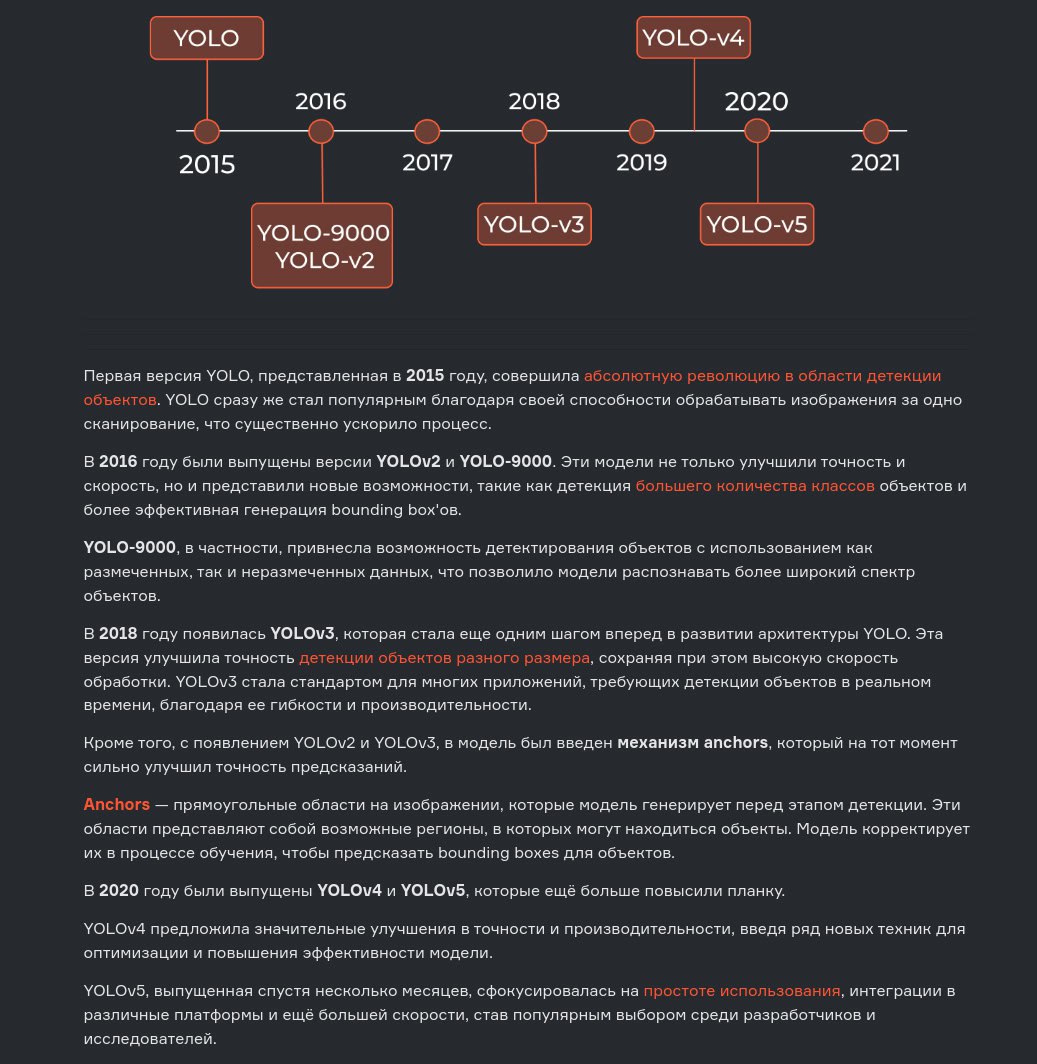 YOLO
YOLO-v4
2016
2018
2020
2015
2017
2019
2021
YOLO-9000
YOLO-v2
YOLO-v3
YOLO-v5
Первая версия YOLO, представленная в 2015 году, совершила абсолютную революцию в области детекции
объектов. YOLO сразу же стал популярным благодаря своей способности обрабатывать изображения за одно
сканирование, что существенно ускорило процесс.
В 2016 году были выпущены версии YOLOv2 и YOLO-9000. Эти модели не только улучшили точность и
скорость, но и представили новые возможности, такие как детекция большего количества классов объектов и
более эффективная генерация bounding box'ов.
YOLO-9000, в частности, привнесла возможность детектирования объектов с использованием как
размеченных, так и неразмеченных данных, что позволило модели распознавать более широкий спектр
объектов.
В 2018 году появилась YOLOv3, которая стала еще одним шагом вперед в развитии архитектуры YOLO. Эта
версия улучшила точность детекции объектов разного размера, сохраняя при этом высокую скорость
обработки. YOLOv3 стала стандартом для многих приложений, требующих детекции объектов в реальном
времени, благодаря ее гибкости и производительности.
Кроме того, с появлением YOLOv2 и YOLOv3, в модель был введен механизм anchors, который на тот момент
сильно улучшил точность предсказаний.
Anchors — прямоугольные области на изображении, которые модель генерирует перед этапом детекции. Эти
области представляют собой возможные регионы, в которых могут находиться объекты. Модель корректирует
их в процессе обучения, чтобы предсказать bounding boxes для объектов.
В 2020 году были выпущены YOLOv4 и YOLOv5, которые ещё больше повысили планку.
YOLOv4 предложила значительные улучшения в точности и производительности, введя ряд новых техник для
оптимизации и повышения эффективности модели.
YOLOv5, выпущенная спустя несколько месяцев, сфокусировалась на простоте использования, интеграции в
различные платформы и ещё большей скорости, став популярным выбором среди разработчиков и
исследователей.